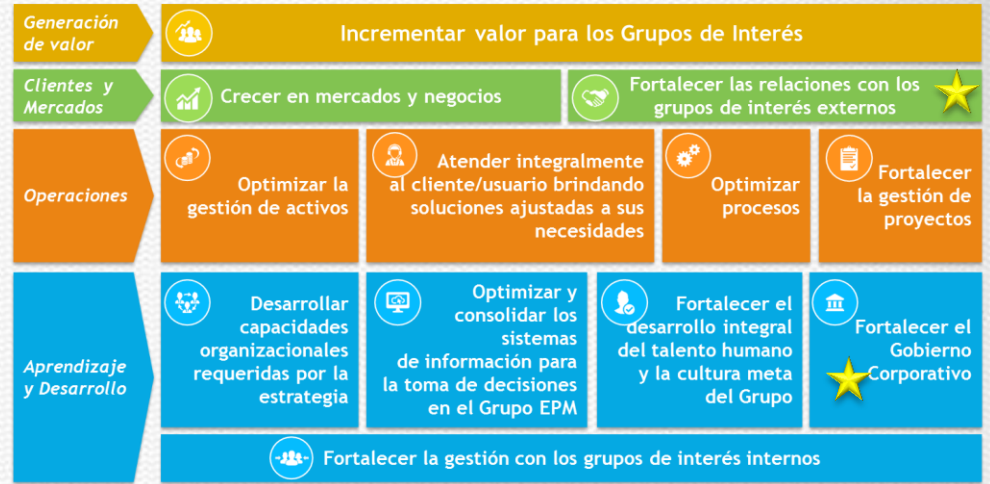 Generación
de valor
Incrementar valor para los Grupos de Interés
Clientes y
Mercados
Crecer en mercados y negocios
Fortalecer las relaciones con los
grupos de interés externos
Operaciones
Optimizar la
gestión de activos
Atender integralmente
al cliente/usuario brindando
soluciones ajustadas a sus
necesidades
Optimizar
procesos
Fortalecer
la gestión de
proyectos
Aprendizaje
y Desarrollo
Desarrollar
capacidades
organizacionales
requeridas por la
estrategia
Optimizar y
consolidar los
sistemas
de información para
la toma de decisiones
en el Grupo EPM
Fortalecer el
desarrollo integral
del talento humano
y la cultura meta
del Grupo
Fortalecer el
Gobierno
Corporativo
Fortalecer la gestión con los grupos de interés internos